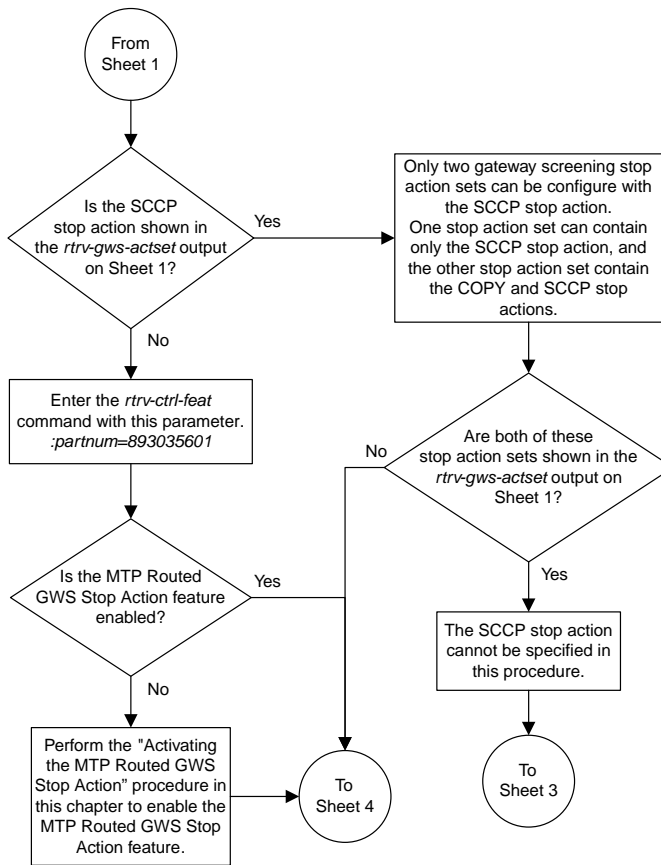 From
Sheet 1
Is the SCCP
stop action shown in
the rtrv-gws-actset output
on Sheet 1?
Yes
No
Only two gateway screening stop
action sets can be configure with
the SCCP stop action.
One stop action set can contain
only the SCCP stop action, and
the other stop action set contain
the COPY and SCCP stop
actions.
Enter the rtrv-ctrl-feat
command with this parameter.
:partnum=893035601
Are both of these
stop action sets shown in the
rtrv-gws-actset output on
Sheet 1?
No
Yes
Is the MTP Routed
GWS Stop Action feature
enabled?
Yes
No
The SCCP stop action
cannot be specified in
this procedure.
Perform the "Activating
the MTP Routed GWS
Stop Action” procedure in
this chapter to enable the
MTP Routed GWS Stop
Action feature.
To
Sheet 4
To
Sheet 3